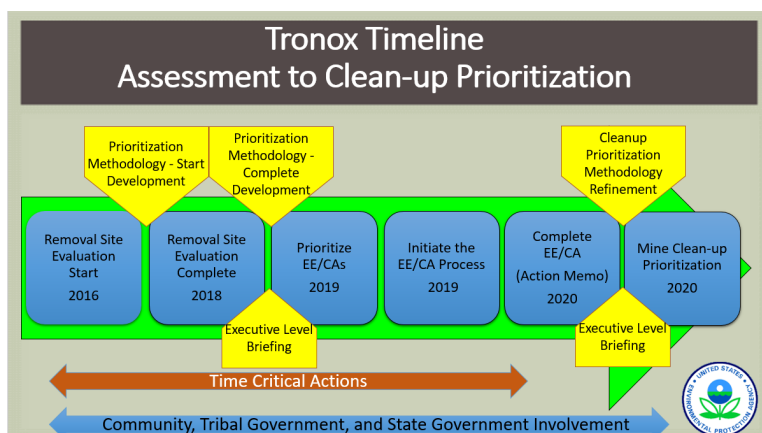 Tronox Timeline
Assessment to Clean-up Prioritization
Prioritization
Methodology - Start
Development
Prioritization
Methodology -
Complete
Development
Cleanup
Prioritization
Methodology
Refinement
Removal Site
Evaluation
Start
2016
Removal Site
Evaluation
Complete
2018
Prioritize
EE/CAs
2019
Initiate the
EE/CA Process
2019
Complete
EE/CA
(Action Memo)
2020
Mine Clean-up
Prioritization
2020
Executive Level
Briefing
Executive Level
Briefing
Time Critical Actions
Community, Tribal Government, and State Government Involvement
UNITED STATES
ENVIRONMENTAL PROTECTION AGENCY